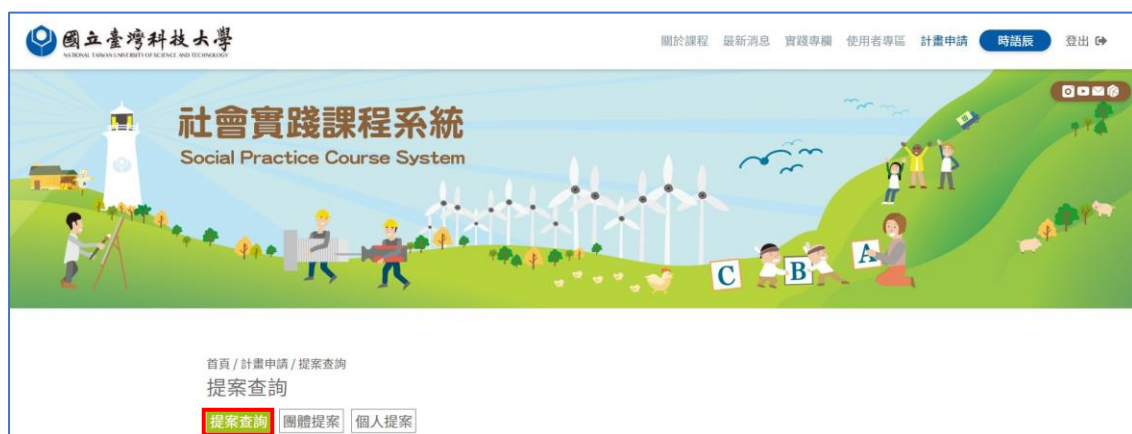 國立臺灣科技大學
NATIONAL TAIWAN UNIVERSITY OF SCIENCE AND TECHNOLOGY
關於課程 最新消息 實踐專欄 使用者專區 計畫申請 時語辰 登出
社會實踐課程系統
Social Practice Course System
C B A
首頁 / 計畫申請 / 提案查詢
提案查詢
提案查詢 團體提案 個人提案